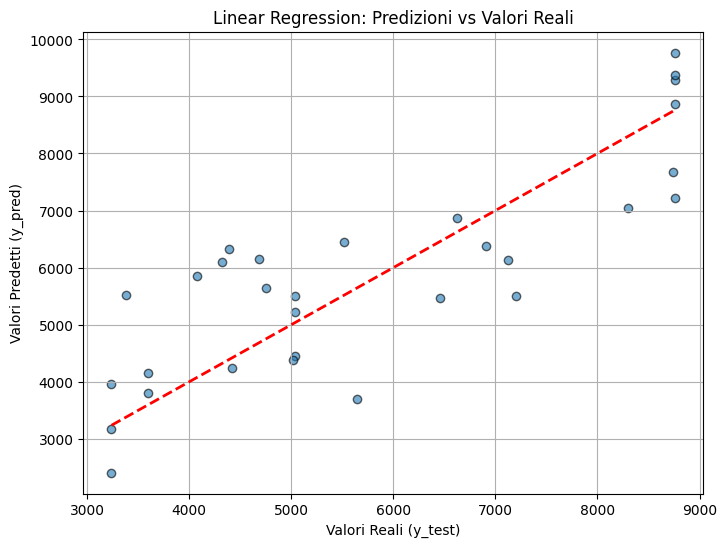 Linear Regression: Predizioni vs Valori Reali
10000
9000
8000
7000
6000
5000
4000
3000
Valori Predetti (y_pred)
3000 4000 5000 6000 7000 8000 9000
Valori Reali (y_test)